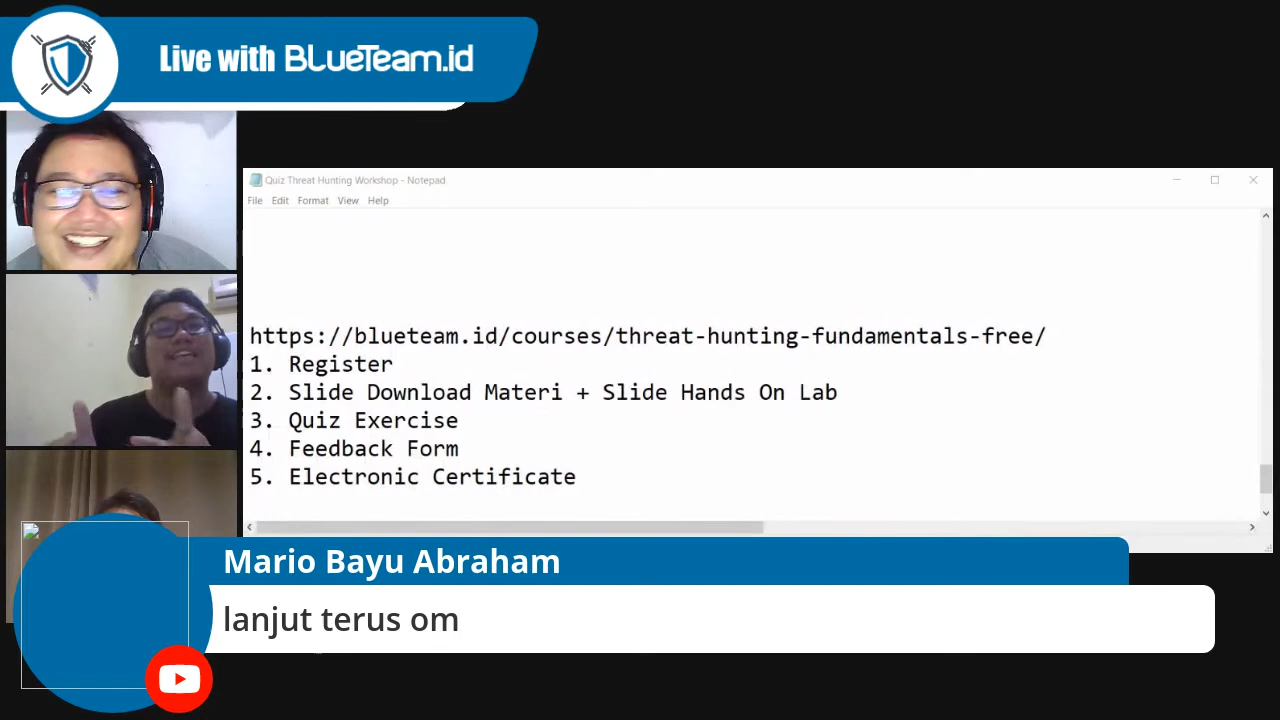 Live with BLueTeam.id
Quiz Threat Hunting Workshop - Notepad
File Edit Format View Help
https://blueteam.id/courses/threat-hunting-fundamentals-free/
1. Register
2. Slide Download Materi + Slide Hands On Lab
3. Quiz Exercise
4. Feedback Form
5. Electronic Certificate
Mario Bayu Abraham
lanjut terus om